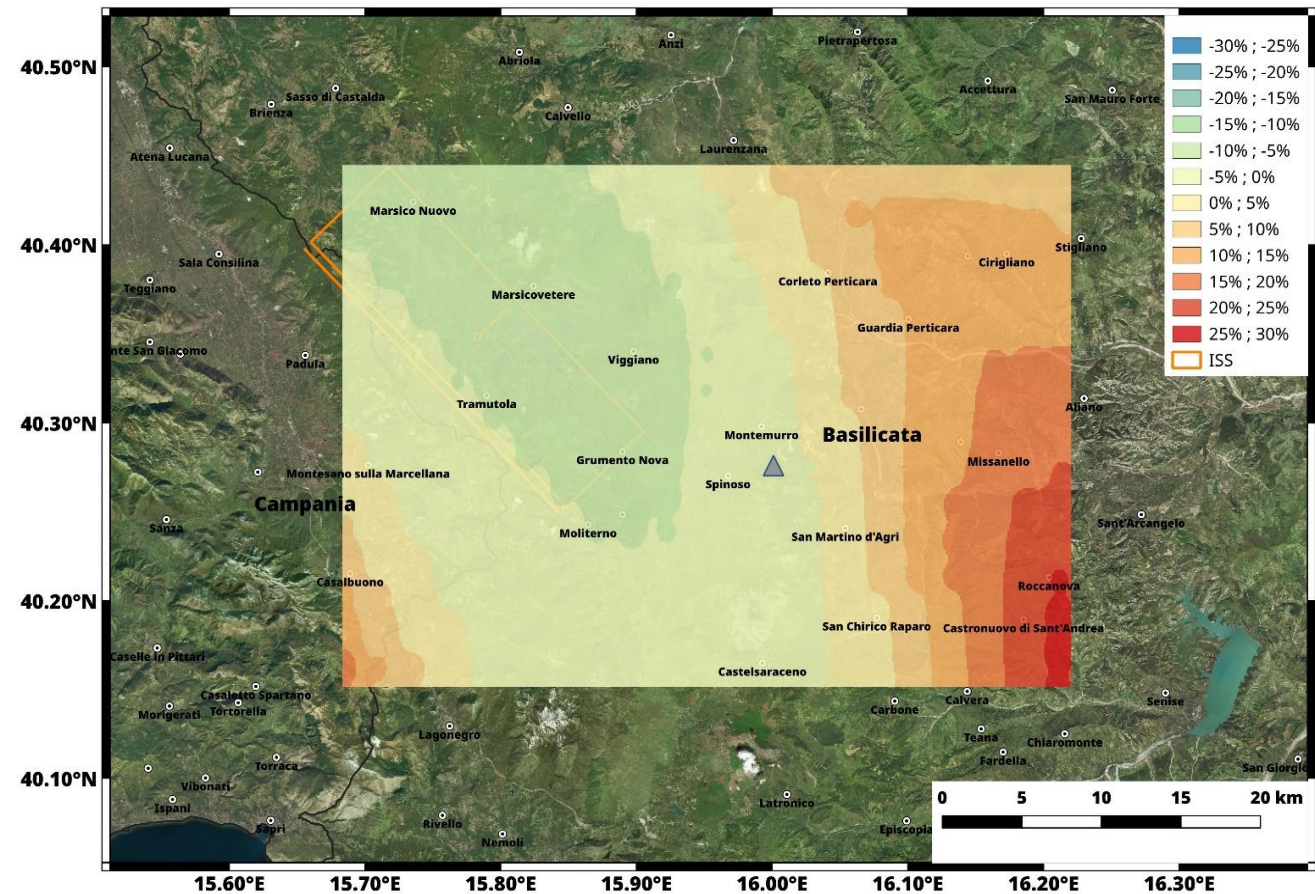 40.50°N
40.40°N
40.30°N
40.20°N
40.10°N
Anzi
Pietrapertosa
Abriola
Sasso di Castalda
Brienza
Calvello
Accettura
San Mauro Forte
Laurenzana
Atena Lucana
Marsico Nuovo
Sala Consilina
Stigliano
Cirigliano
Corleto Perticara
Teggiano
Marsicovetere
Guardia Perticara
nte San Giacomo
Padula
Viggiano
Tramutola
Aliano
Montemurro
Basilicata
Grumento Nova
Missanello
Montesano sulla Marcellana
Spinoso
Campania
Sanza
Moliterno
San Martino d'Agri
Sant'Arcangelo
Casalbuono
Roccanova
San Chirico Raparo
Castronuovo di Sant'Andrea
Caselle in Pittari
Castelsaraceno
Casaletto Spartano
Tortorella
Morigerati
Carbone
Calvera
Senise
Lagonegro
Teana
Chiaromonte
Fardella
Torraca
San Giorgio
Vibonati
Ispani
Latronico
Sapri
Rivello
Nemoli
Episcopia
-30% ; -25%
-25% ; -20%
-20% ; -15%
-15% ; -10%
-10% ; -5%
-5% ; 0%
0% ; 5%
5% ; 10%
10% ; 15%
15% ; 20%
20% ; 25%
25% ; 30%
ISS
0 5 10 15 20 km
15.60°E 15.70°E 15.80°E 15.90°E 16.00°E 16.10°E 16.20°E 16.30°E